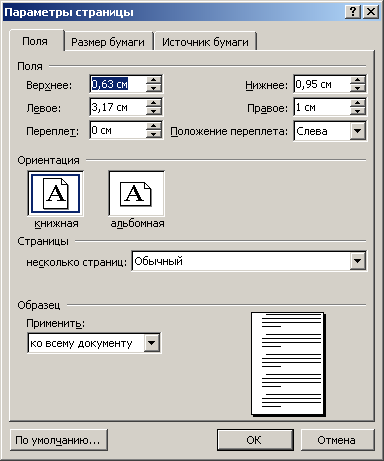 Параметры страницы
Поля Размер бумаги Источник бумаги
Поля
Верхнее: 0,63 см Нижнее: 0,95 см
Левое: 3,17 см Правое: 1 см
Переплет: 0 см Положение переплета: Слева
Ориентация
A A
книжная альбомная
Страницы
несколько страниц: Обычный
Образец
Применить:
ко всему документу
По умолчанию... ОК Отмена